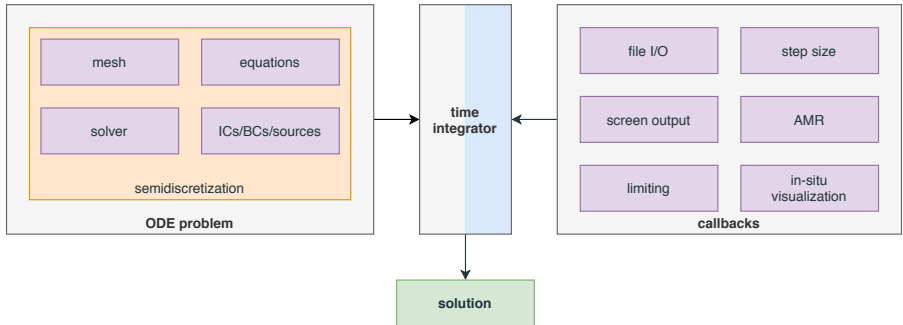 mesh
equations
solver
ICs/BCs/sources
semidiscretization
ODE problem
time
integrator
file I/O
step size
screen output
AMR
limiting
in-situ
visualization
callbacks
solution